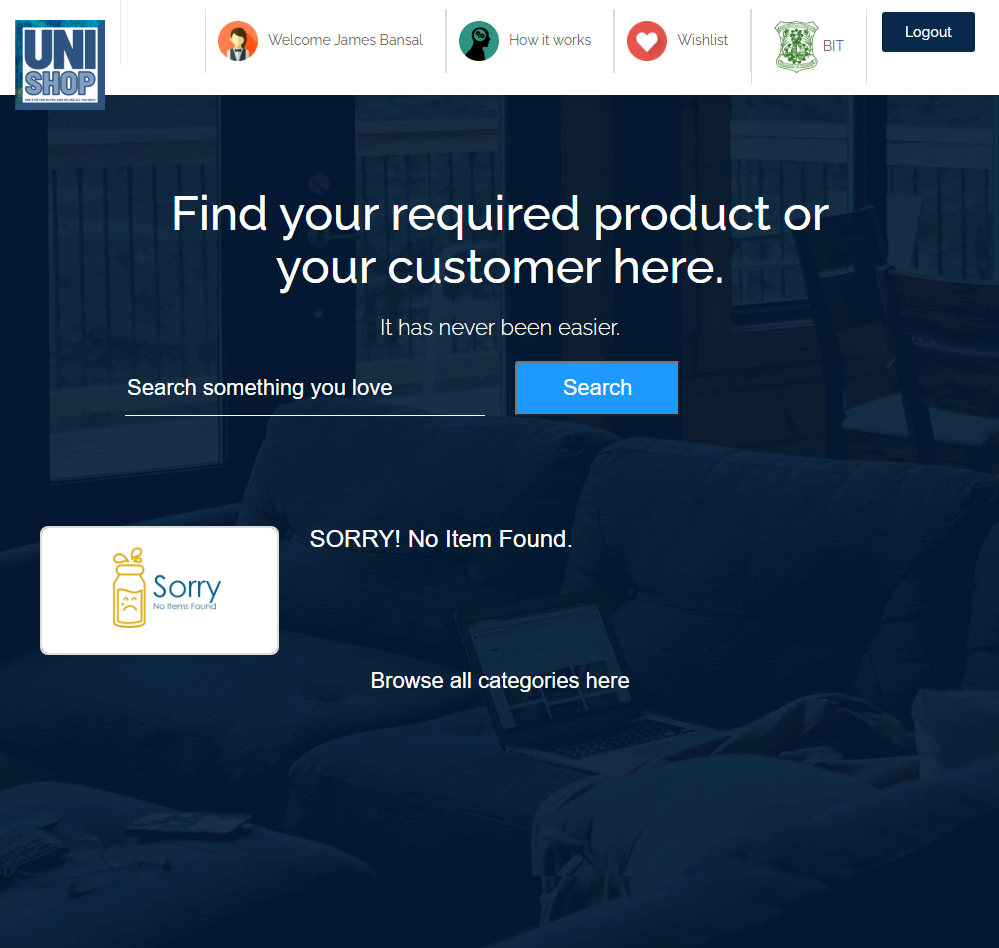 UNI
SHOP
Welcome James Bansal
How it works
Wishlist
BIT
Logout
Find your required product or
your customer here.
It has never been easier.
Search something you love
Search
SORRY! No Item Found.
Sorry
No Items Found
Browse all categories here